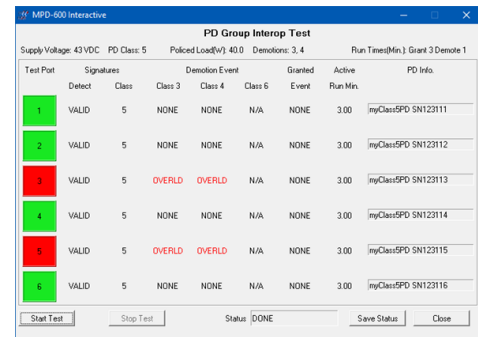 MPD-600 Interactive
PD Group Interop Test
Supply Voltage: 43 VDC PD Class: 5 Policed Load(W): 40.0 Demotions: 3, 4 Run Times(Min.): Grant 3 Demote 1
Test Port Signatures Demotion Event Granted Active PD Info.
Detect Class Class 3 Class 4 Class 6 Event Run Min.
1 VALID 5 NONE NONE N/A NONE 3.00 myClass5PD SN123111
2 VALID 5 NONE NONE N/A NONE 3.00 myClass5PD SN123112
3 VALID 5 OVERLD OVERLD N/A NONE 3.00 myClass5PD SN123113
4 VALID 5 NONE NONE N/A NONE 3.00 myClass5PD SN123114
5 VALID 5 OVERLD OVERLD N/A NONE 3.00 myClass5PD SN123115
6 VALID 5 NONE NONE N/A NONE 3.00 myClass5PD SN123116
Start Test Stop Test Status DONE Save Status Close